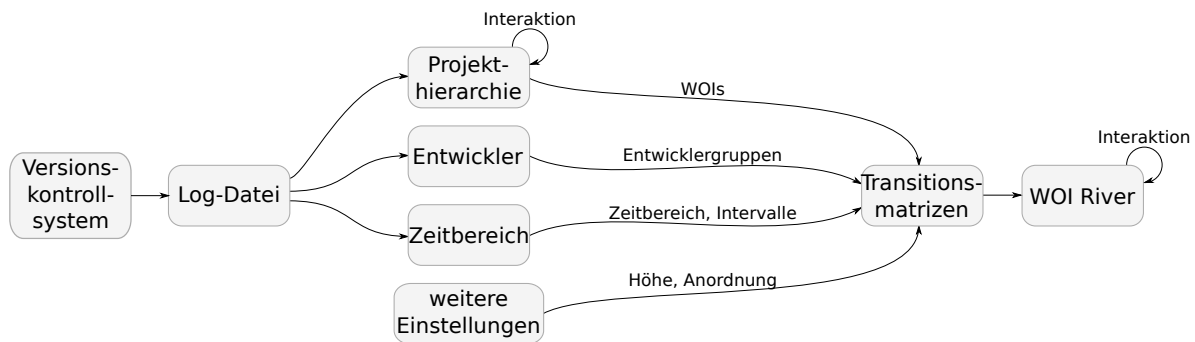 Interaktion
Projekt-
hierarchie
WOIs
Versions-
kontroll-
system
Log-Datei
Entwickler
Entwicklergruppen
Zeitbereich
Zeitbereich, Intervalle
weitere
Einstellungen
Höhe, Anordnung
Transitions-
matrizen
Interaktion
WOI River